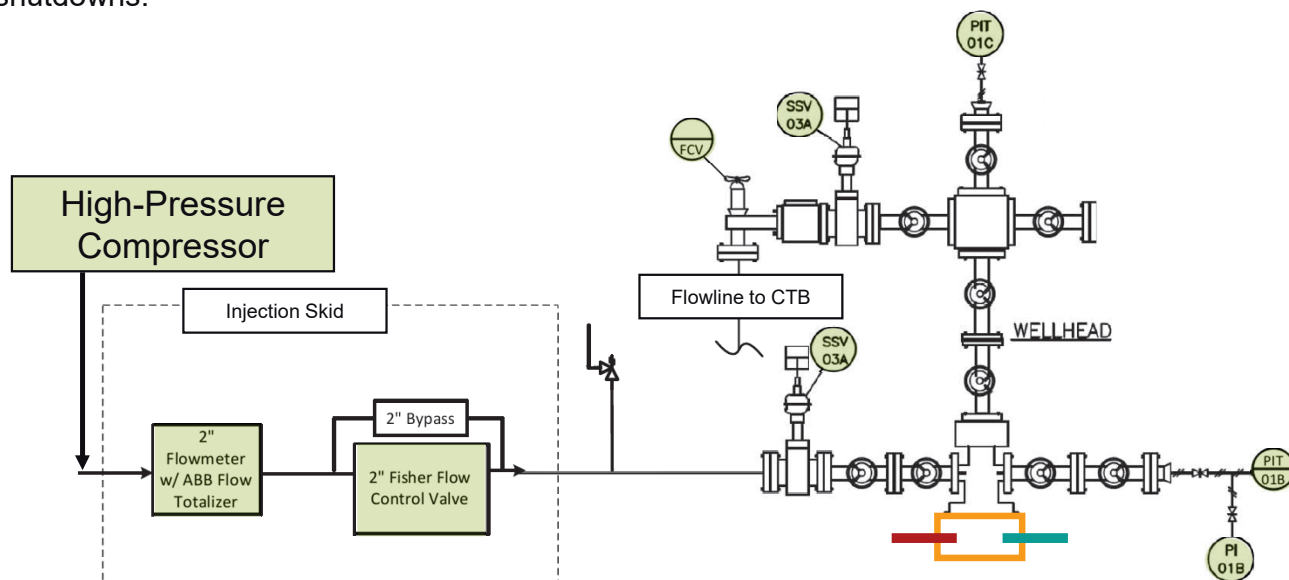 shutdowns.
PIT
01C
SSV
03A
FCV
High-Pressure
Compressor
Injection Skid
Flowline to CTB
WELLHEAD
SSV
03A
2" Bypass
2"
Flowmeter
w/ ABB Flow
Totalizer
2" Fisher Flow
Control Valve
PIT
01B
PI
01B